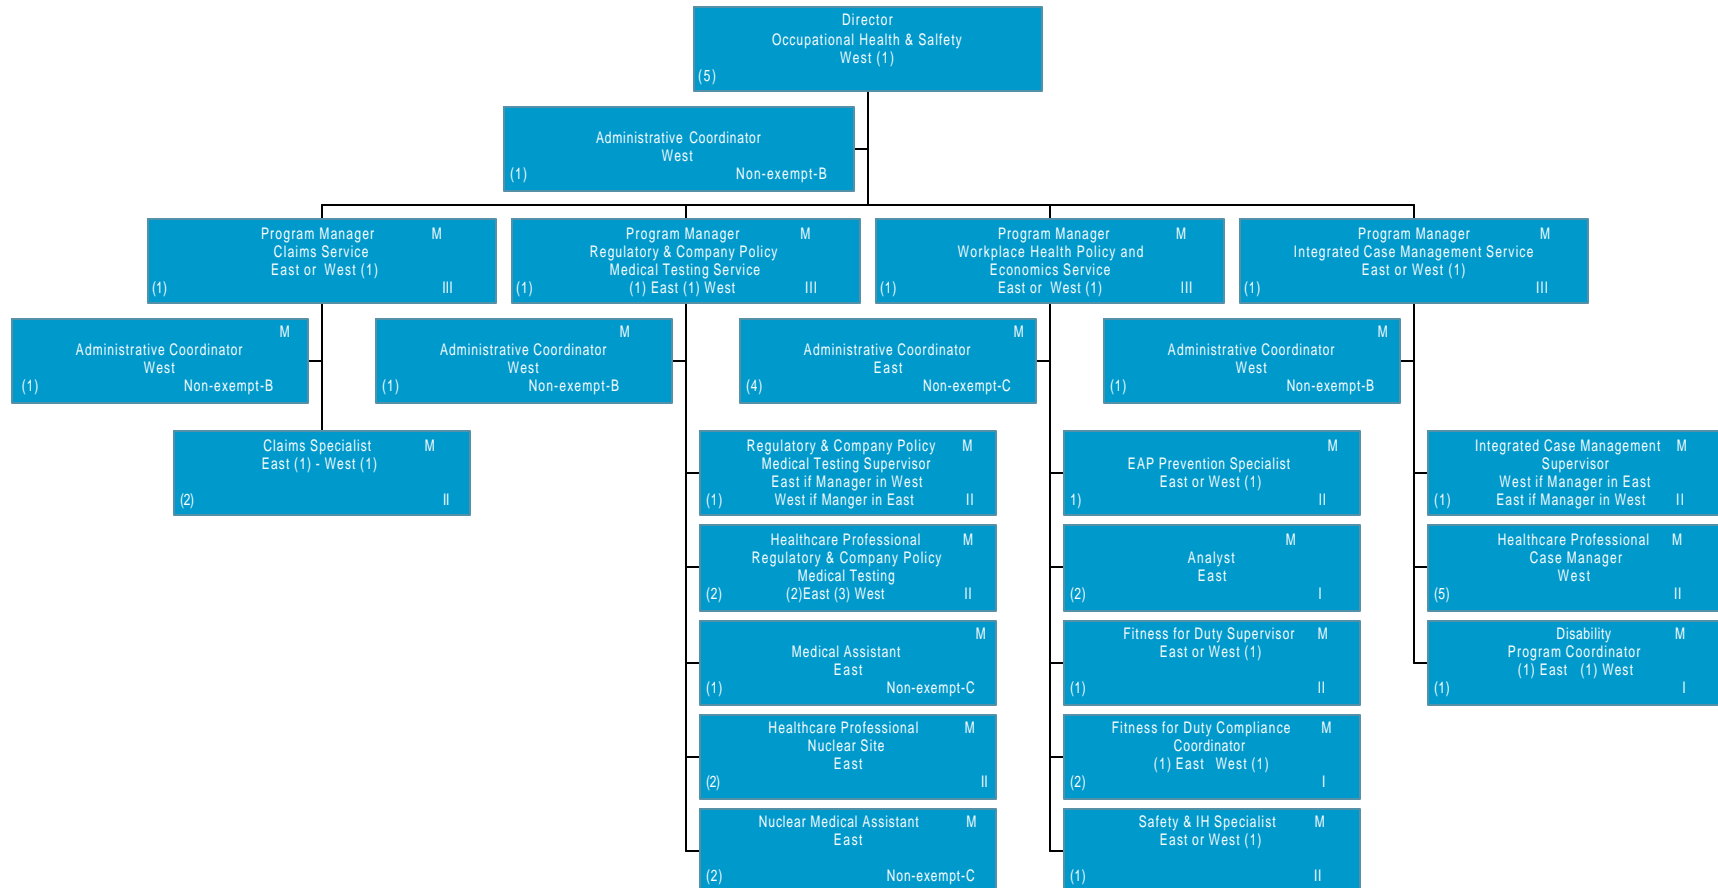 Director
Occupational Health & Salfety
West (1)
(5)
Administrative Coordinator
West
(1) Non-exempt-B
Program Manager M
Claims Service
East or West (1)
(1) III
Program Manager M
Regulatory & Company Policy
Medical Testing Service
(1) (1) East (1) West III
Program Manager M
Workplace Health Policy and
Economics Service
(1) East or West (1) III
Program Manager M
Integrated Case Management Service
East or West (1)
(1) III
M
Administrative Coordinator
West
(1) Non-exempt-B
M
Administrative Coordinator
West
(1) Non-exempt-B
M
Administrative Coordinator
East
(4) Non-exempt-C
M
Administrative Coordinator
West
(1) Non-exempt-B
Claims Specialist M
East (1) - West (1)
(2) II
Regulatory & Company Policy M
Medical Testing Supervisor
East if Manager in West
(1) West if Manger in East II
Healthcare Professional M
Regulatory & Company Policy
Medical Testing
(2) (2)East (3) West II
M
Medical Assistant
East
(1) Non-exempt-C
Healthcare Professional M
Nuclear Site
East
(2) II
Nuclear Medical Assistant M
East
(2) Non-exempt-C
M
EAP Prevention Specialist
East or West (1)
1) II
M
Analyst
East
(2) I
Fitness for Duty Supervisor M
East or West (1)
(1) II
Fitness for Duty Compliance M
Coordinator
(1) East West (1)
(2) I
Safety & IH Specialist M
East or West (1)
(1) II
Integrated Case Management M
Supervisor
West if Manager in East
(1) East if Manager in West II
Healthcare Professional M
Case Manager
West
(5) II
Disability M
Program Coordinator
(1) East (1) West
(1) I